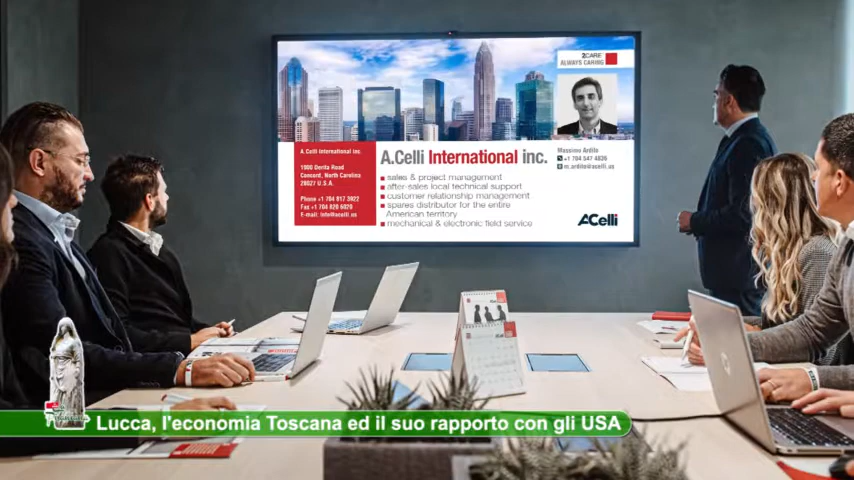 2CARE
ALWAYS CARING
A.Celli International inc.
1900 Derita Road
Concord, North Carolina
28027 U.S.A.
Phone +1 704 817 3922
Fax +1 704 820 6020
E-mail: info@acelli.us
A.Celli International inc.
sales & project management
after-sales local technical support
customer relationship management
spares distributor for the entire
American territory
mechanical & electronic field service
Massimo Ardito
+1 704 547 4826
m.ardito@acelli.us
ACelli
Lucca, l'economia Toscana ed il suo rapporto con gli USA